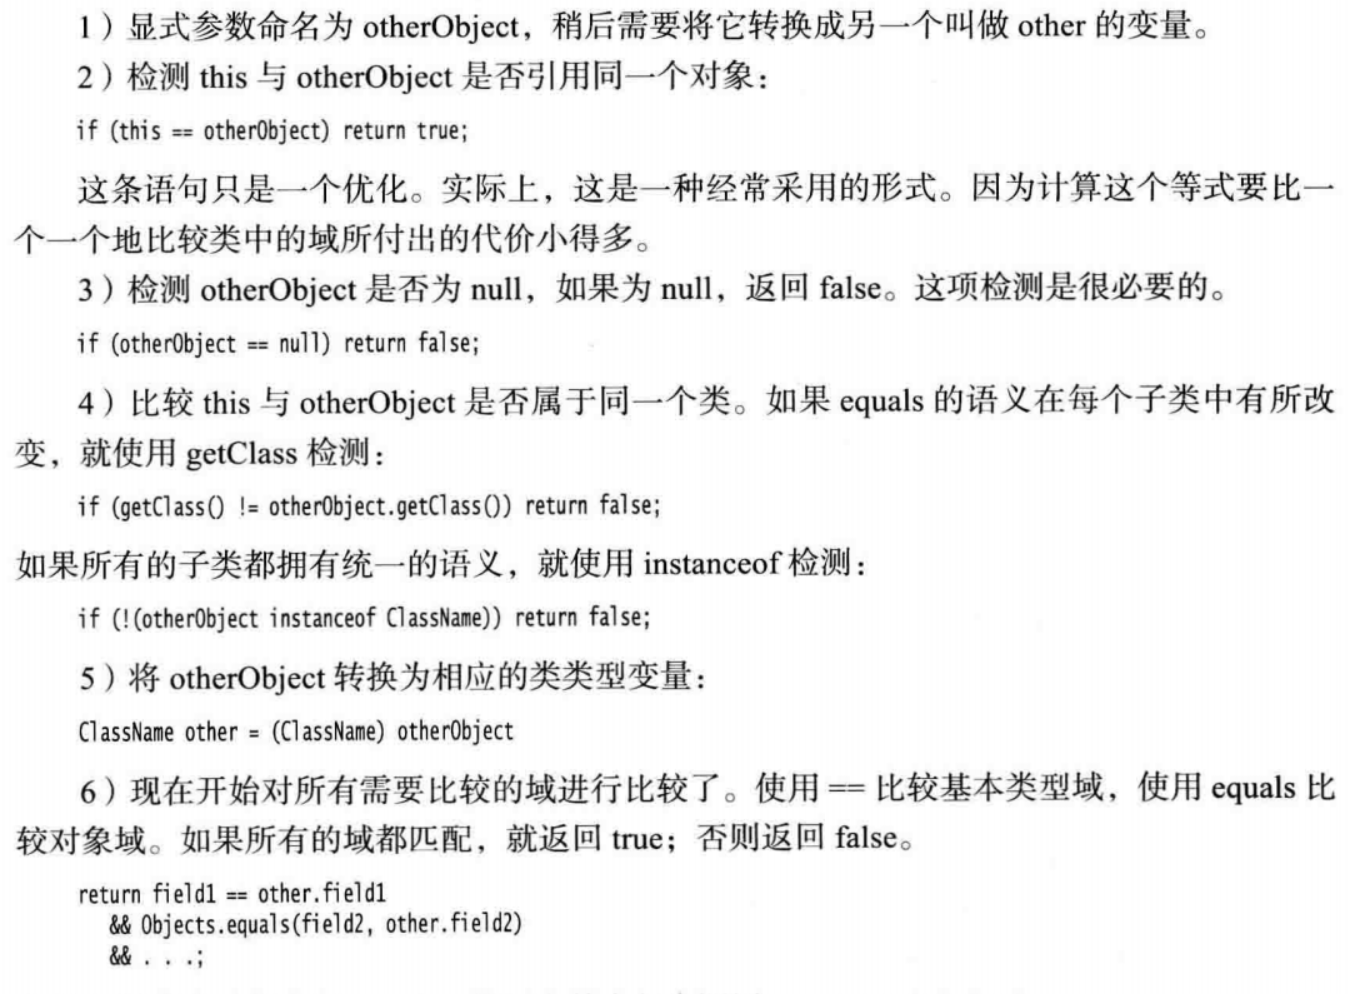 1）显式参数命名为 otherObject，稍后需要将它转换成另一个叫做 other 的变量。
2）检测 this 与 otherObject 是否引用同一个对象：
if (this == otherObject) return true;
这条语句只是一个优化。实际上，这是一种经常采用的形式。因为计算这个等式要比一
个一个地比较类中的域所付出的代价小得多。
3）检测 otherObject 是否为 null，如果为 null，返回 false。这项检测是很必要的。
if (otherObject == null) return false;
4）比较 this 与 otherObject 是否属于同一个类。如果 equals 的语义在每个子类中有所改
变，就使用 getClass 检测：
if (getClass() != otherObject.getClass()) return false;
如果所有的子类都拥有统一的语义，就使用 instanceof 检测：
if (!(otherObject instanceof ClassName)) return false;
5）将 otherObject 转换为相应的类类型变量：
ClassName other = (ClassName) otherObject
6）现在开始对所有需要比较的域进行比较了。使用 == 比较基本类型域，使用 equals 比
较对象域。如果所有的域都匹配，就返回 true；否则返回 false。
return field1 == other.field1
&& Objects.equals(field2, other.field2)
&& . . .;